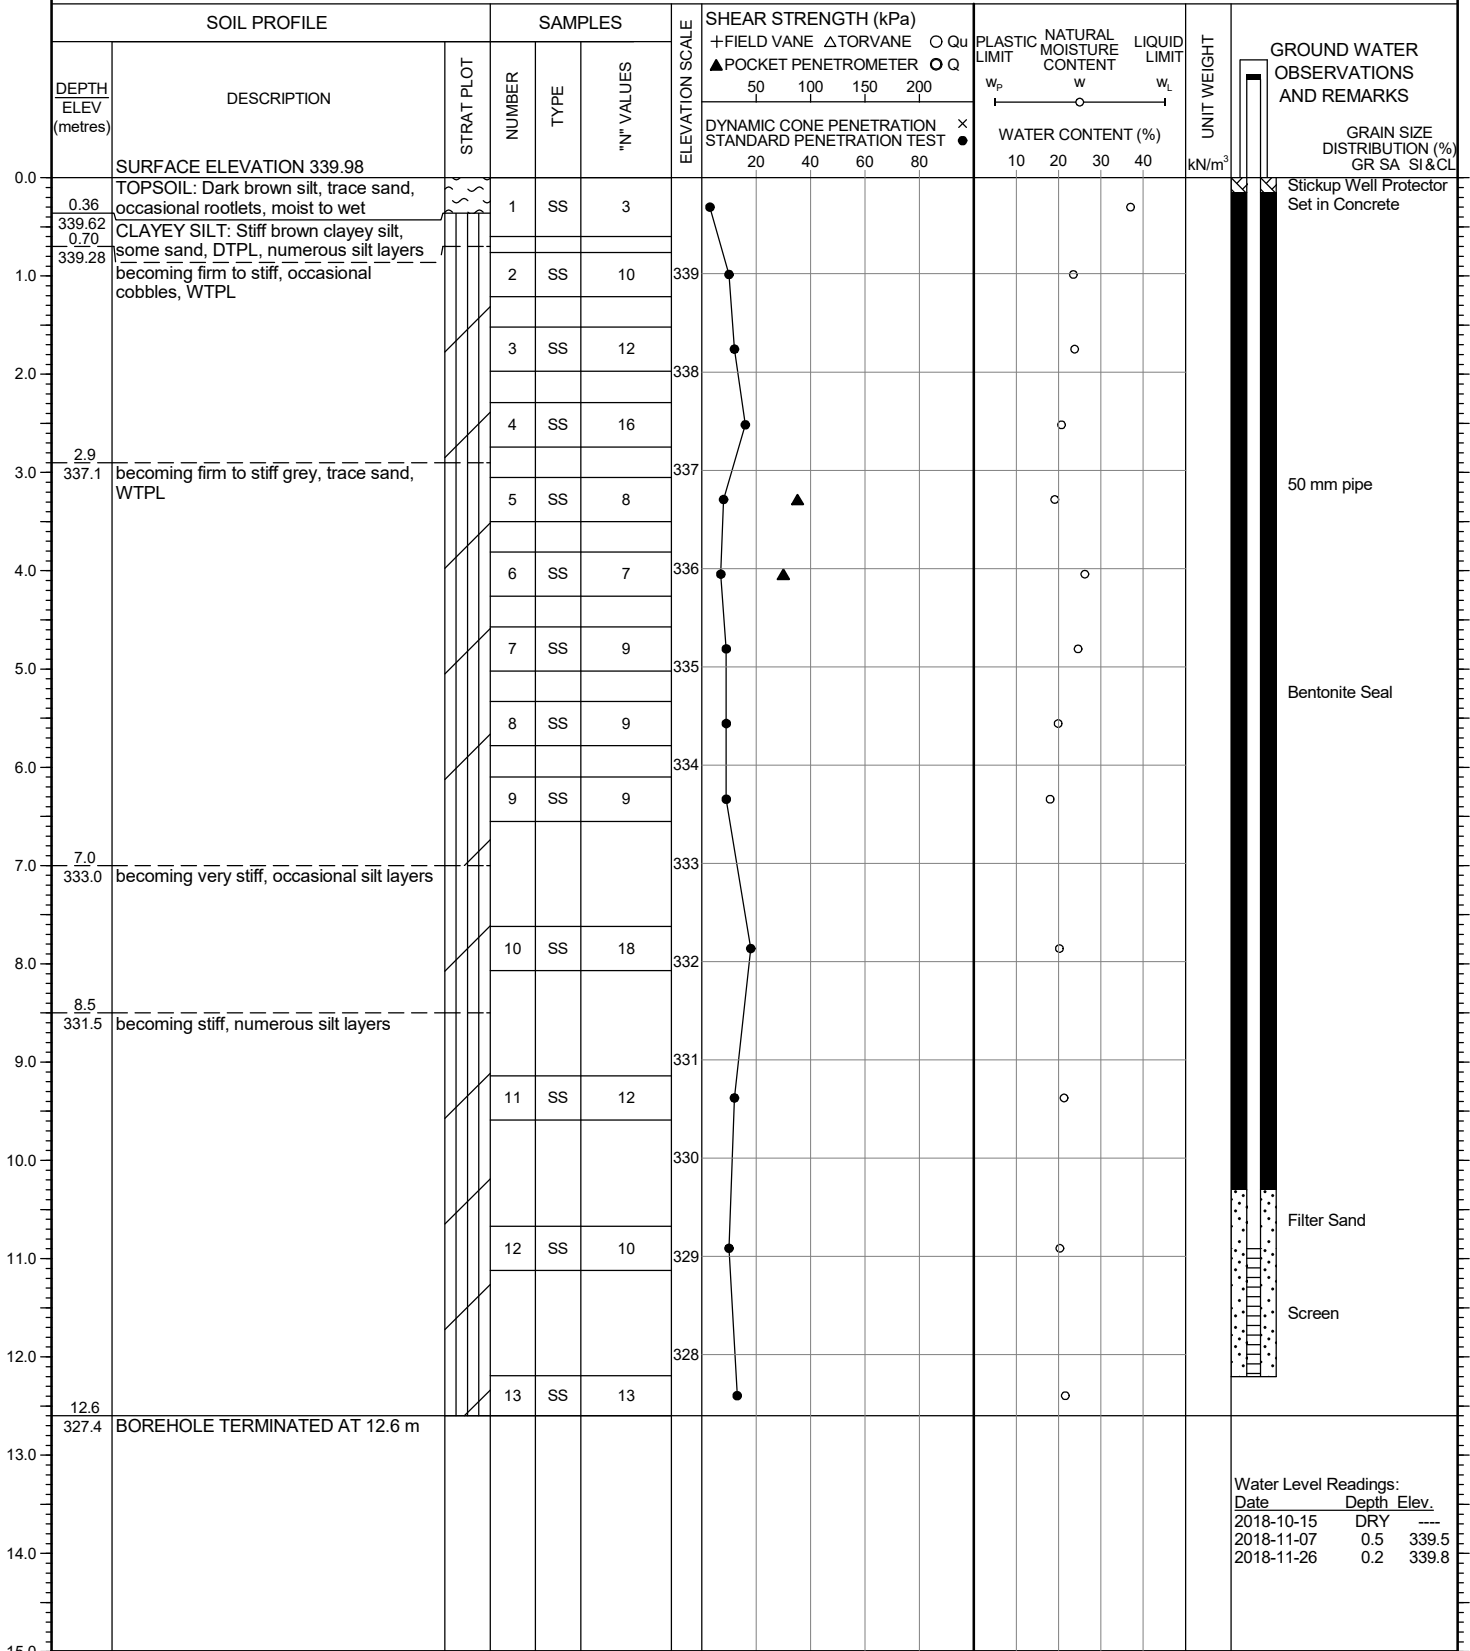 SOIL PROFILE
SAMPLES
DEPTH
ELEV
(metres)
DESCRIPTION
STRAT PLOT
NUMBER
TYPE
"N" VALUES
ELEVATION SCALE
SHEAR STRENGTH (kPa)
+FIELD VANE △TORVANE ○ Qu
▲POCKET PENETROMETER O Q
50 100 150 200
DYNAMIC CONE PENETRATION ×
STANDARD PENETRATION TEST ●
20 40 60 80
PLASTIC LIMIT
NATURAL MOISTURE CONTENT
LIQUID LIMIT
WP w WL
WATER CONTENT (%)
10 20 30 40
UNIT WEIGHT
kN/m³
GROUND WATER
OBSERVATIONS
AND REMARKS
GRAIN SIZE
DISTRIBUTION (%)
GR SA SI&CL
SURFACE ELEVATION 339.98
0.0
TOPSOIL: Dark brown silt, trace sand,
occasional rootlets, moist to wet
0.36
339.62
1 SS 3
Stickup Well Protector
Set in Concrete
CLAYEY SILT: Stiff brown clayey silt,
some sand, DTPL, numerous silt layers
0.70
339.28
becoming firm to stiff, occasional
cobbles, WTPL
1.0
2 SS 10
339
3 SS 12
2.0
338
4 SS 16
2.9
337.1
becoming firm to stiff grey, trace sand,
WTPL
3.0
337
50 mm pipe
5 SS 8
4.0
6 SS 7
336
7 SS 9
5.0
335
Bentonite Seal
8 SS 9
6.0
334
9 SS 9
7.0
7.0
333.0
becoming very stiff, occasional silt layers
333
10 SS 18
8.0
332
8.5
331.5
becoming stiff, numerous silt layers
9.0
331
11 SS 12
10.0
330
Filter Sand
12 SS 10
11.0
329
Screen
12.0
328
13 SS 13
12.6
327.4
BOREHOLE TERMINATED AT 12.6 m
13.0
Water Level Readings:
Date Depth Elev.
2018-10-15 DRY ----
2018-11-07 0.5 339.5
2018-11-26 0.2 339.8
14.0
15.0